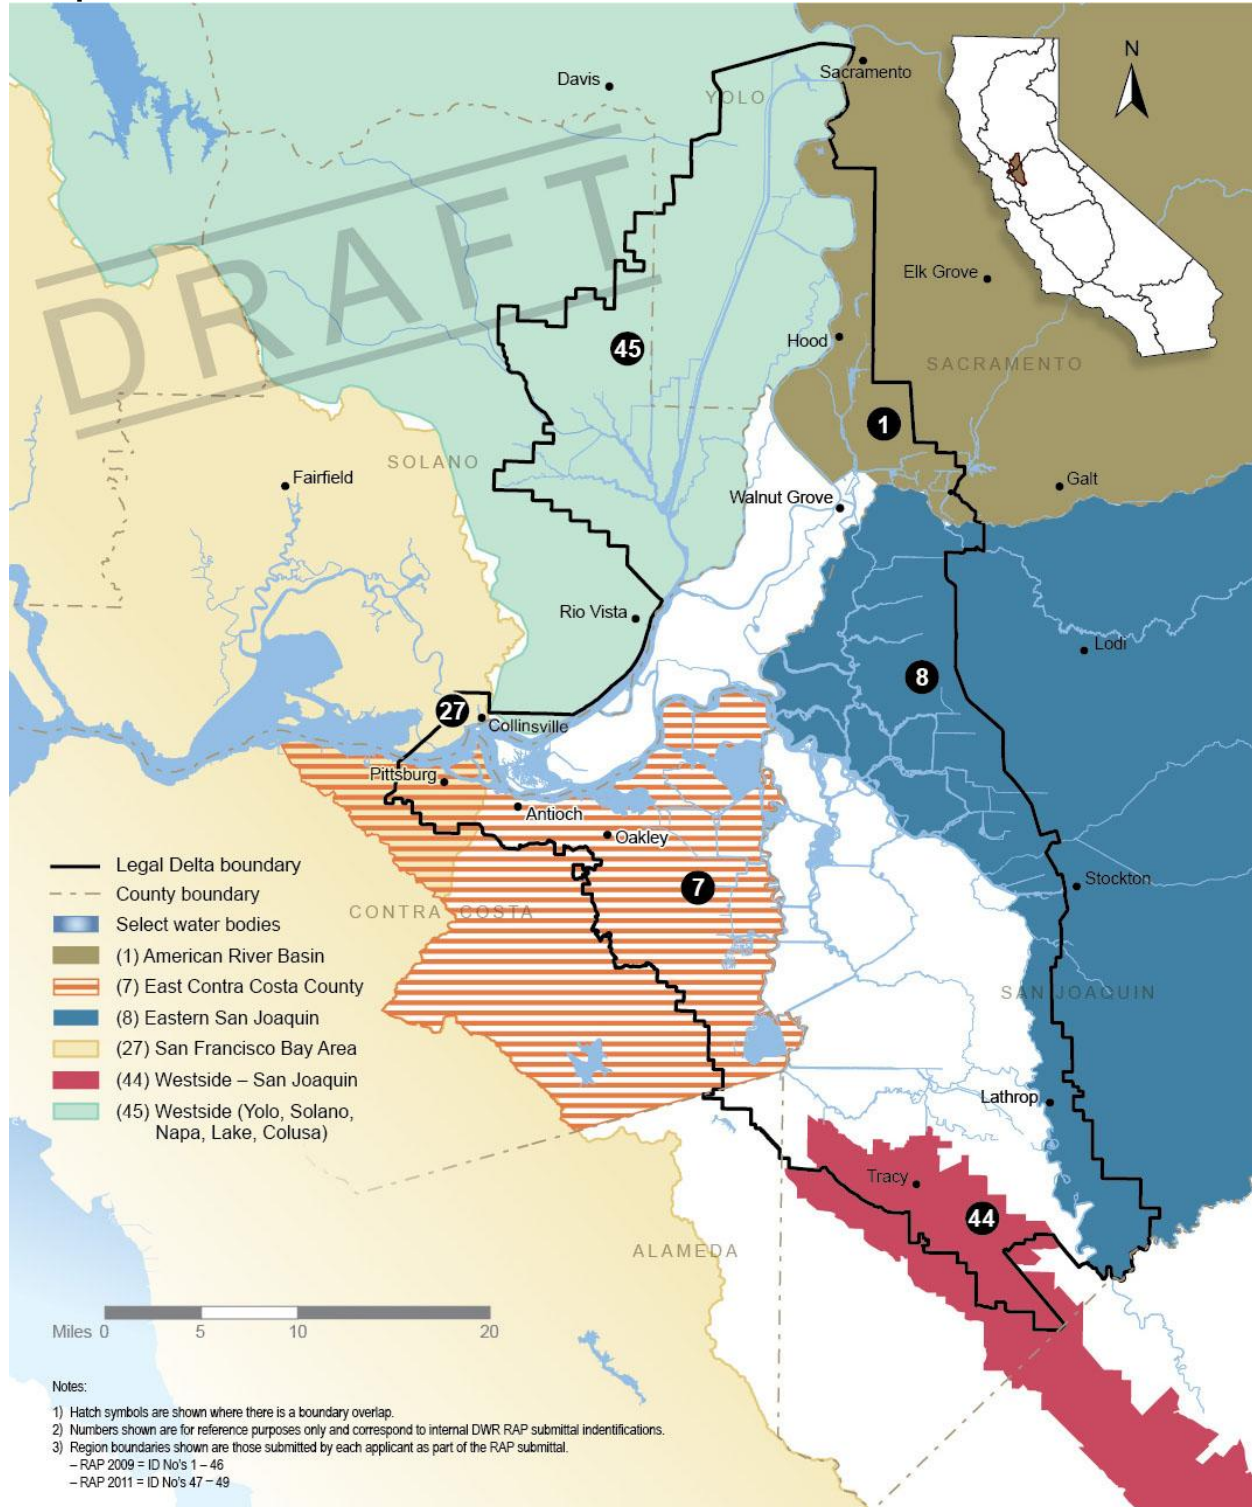 N
Davis
YOLO
Sacramento
DRAFT
Elk Grove
Hood
45
SACRAMENTO
1
SOLANO
Fairfield
Galt
Walnut Grove
Rio Vista
Lodi
8
27
Collinsville
Pittsburg
Antioch
Oakley
Legal Delta boundary
County boundary
Select water bodies
(1) American River Basin
(7) East Contra Costa County
(8) Eastern San Joaquin
(27) San Francisco Bay Area
(44) Westside – San Joaquin
(45) Westside (Yolo, Solano,
Napa, Lake, Colusa)
7
Stockton
CONTRA COSTA
SAN JOAQUIN
Lathrop
Tracy
44
ALAMEDA
Miles 0 5 10 20
Notes:
1) Hatch symbols are shown where there is a boundary overlap.
2) Numbers shown are for reference purposes only and correspond to internal DWR RAP submittal indentifications.
3) Region boundaries shown are those submitted by each applicant as part of the RAP submittal.
– RAP 2009 = ID No's 1 – 46
– RAP 2011 = ID No's 47 – 49